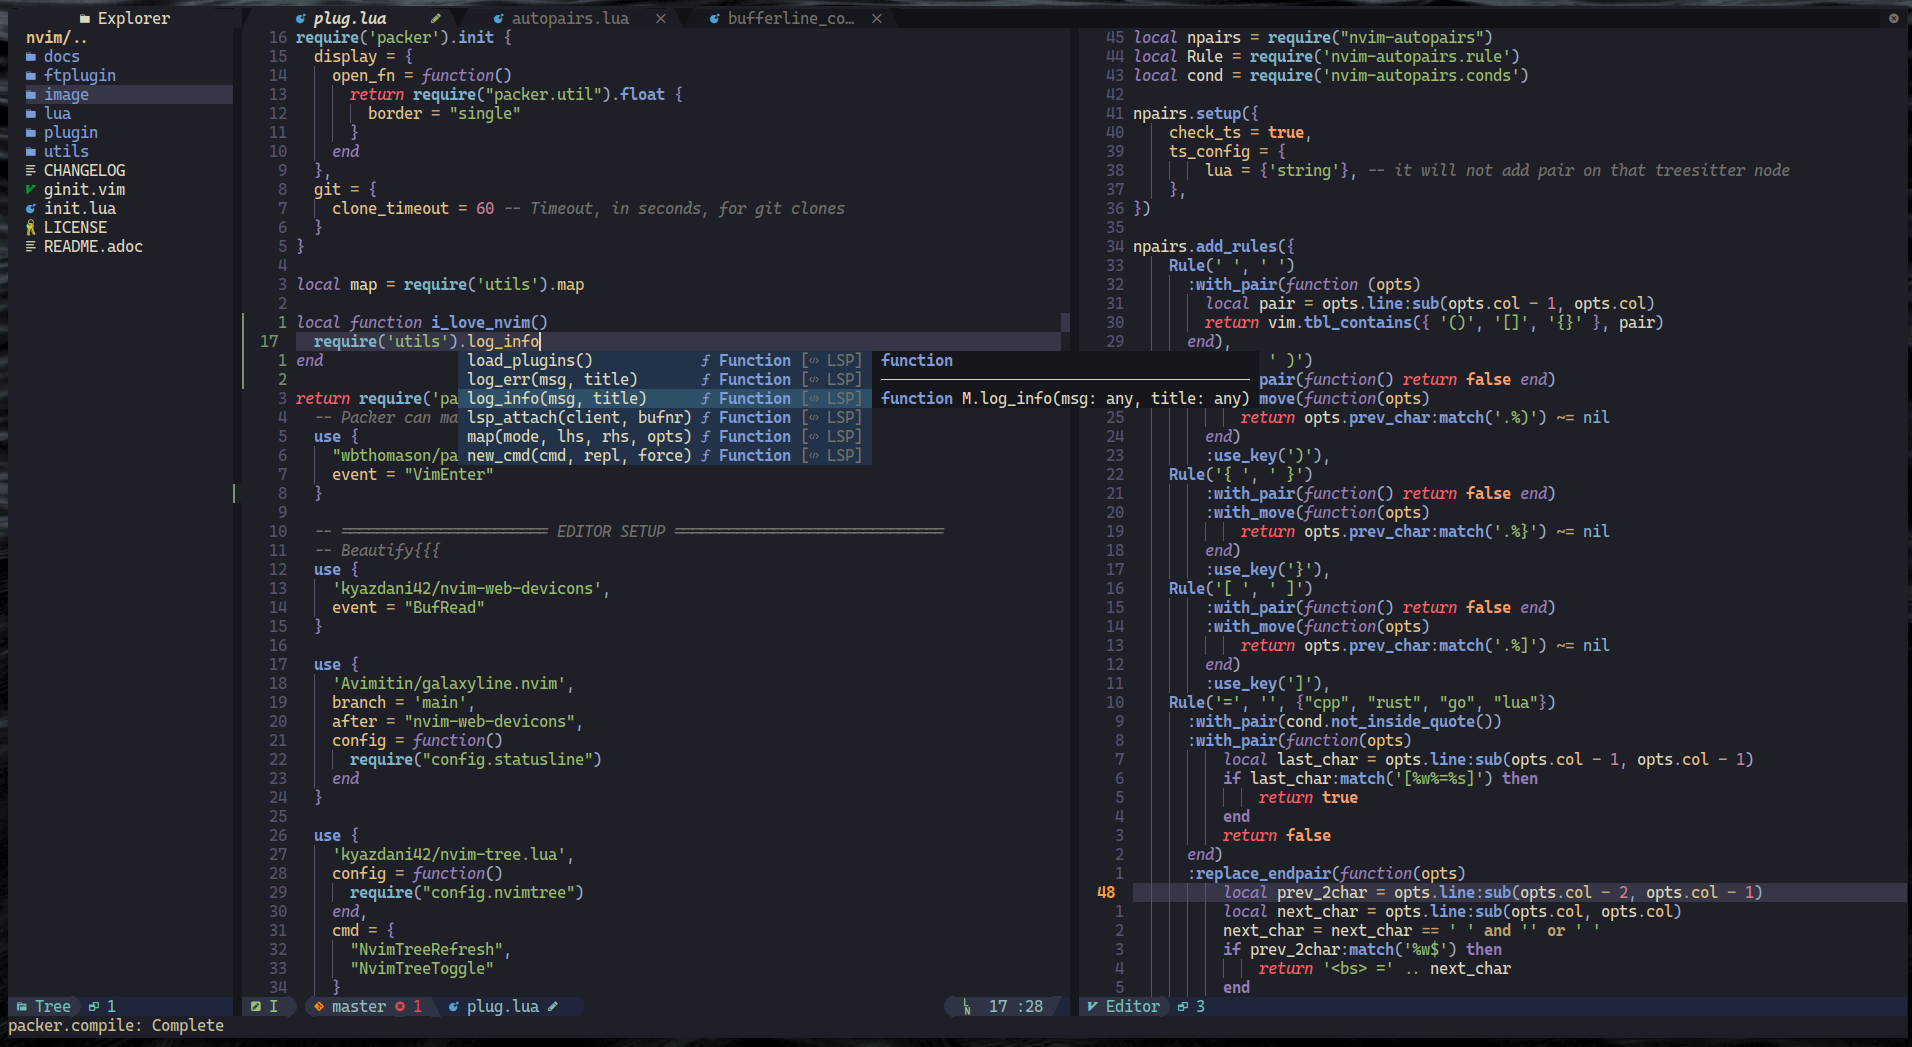 Explorer
plug.lua
autopairs.lua
bufferline_co…
nvim/..
docs
ftplugin
image
lua
plugin
utils
CHANGELOG
ginit.vim
init.lua
LICENSE
README.adoc
16 require('packer').init {
15 display = {
14 open_fn = function()
13 return require("packer.util").float {
12 border = "single"
11 }
10 end
9 },
8 git = {
7 clone_timeout = 60 -- Timeout, in seconds, for git clones
6 }
5 }
4
3 local map = require('utils').map
2
1 local function i_love_nvim()
17 require('utils').log_info
1 end
2
3 return require('pa
4 -- Packer can ma
5 use {
6 "wbthomason/pa
7 event = "VimEnter"
8 }
9
10 -- ======================= EDITOR SETUP ==============================
11 -- Beautify{{{
12 use {
13 'kyazdani42/nvim-web-devicons',
14 event = "BufRead"
15 }
16
17 use {
18 'Avimitin/galaxyline.nvim',
19 branch = 'main',
20 after = "nvim-web-devicons",
21 config = function()
22 require("config.statusline")
23 end
24 }
25
26 use {
27 'kyazdani42/nvim-tree.lua',
28 config = function()
29 require("config.nvimtree")
30 end,
31 cmd = {
32 "NvimTreeRefresh",
33 "NvimTreeToggle"
34 }
load_plugins() ƒ Function [LSP]
log_err(msg, title) ƒ Function [LSP]
log_info(msg, title) ƒ Function [LSP]
lsp_attach(client, bufnr) ƒ Function [LSP]
map(mode, lhs, rhs, opts) ƒ Function [LSP]
new_cmd(cmd, repl, force) ƒ Function [LSP]
function
function M.log_info(msg: any, title: any)
45 local npairs = require("nvim-autopairs")
44 local Rule = require('nvim-autopairs.rule')
43 local cond = require('nvim-autopairs.conds')
42
41 npairs.setup({
40 check_ts = true,
39 ts_config = {
38 lua = {'string'}, -- it will not add pair on that treesitter node
37 },
36 })
35
34 npairs.add_rules({
33 Rule(' ', ' ')
32 :with_pair(function (opts)
31 local pair = opts.line:sub(opts.col - 1, opts.col)
30 return vim.tbl_contains({ '()', '[]', '{}' }, pair)
29 end),
' )')
pair(function() return false end)
move(function(opts)
25 return opts.prev_char:match('.%)') ~= nil
24 end)
23 :use_key(')'),
22 Rule('{ ', ' }')
21 :with_pair(function() return false end)
20 :with_move(function(opts)
19 return opts.prev_char:match('.%}') ~= nil
18 end)
17 :use_key('}'),
16 Rule('[ ', ' ]')
15 :with_pair(function() return false end)
14 :with_move(function(opts)
13 return opts.prev_char:match('.%]') ~= nil
12 end)
11 :use_key(']'),
10 Rule('=', '', {"cpp", "rust", "go", "lua"})
9 :with_pair(cond.not_inside_quote())
8 :with_pair(function(opts)
7 local last_char = opts.line:sub(opts.col - 1, opts.col - 1)
6 if last_char:match('[%w%=%s]') then
5 return true
4 end
3 return false
2 end)
1 :replace_endpair(function(opts)
48 local prev_2char = opts.line:sub(opts.col - 2, opts.col - 1)
1 local next_char = opts.line:sub(opts.col, opts.col)
2 next_char = next_char == ' ' and '' or ' '
3 if prev_2char:match('%w$') then
4 return '<bs> =' .. next_char
5 end
Tree 1
I master 1 plug.lua
LN 17 :28
Editor 3
packer.compile: Complete